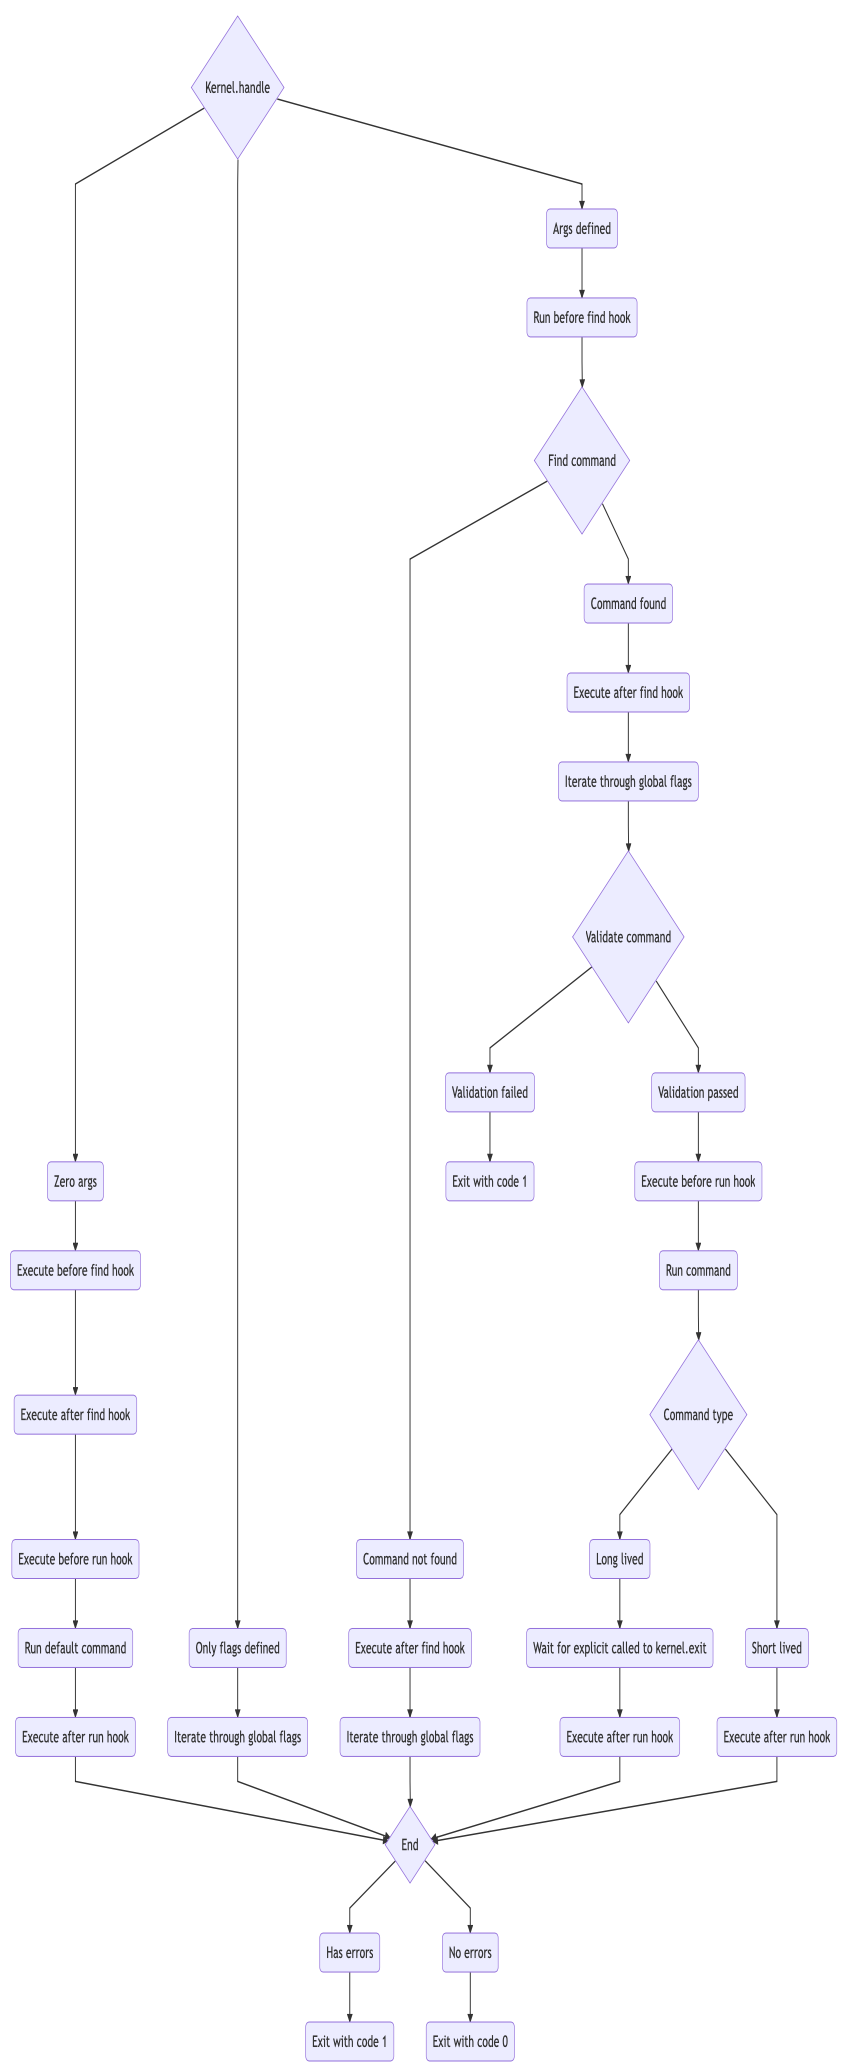 Kernel.handle
Args defined
Run before find hook
Find command
Command found
Execute after find hook
Iterate through global flags
Validate command
Validation failed
Validation passed
Zero args
Exit with code 1
Execute before run hook
Execute before find hook
Run command
Execute after find hook
Command type
Execute before run hook
Command not found
Long lived
Run default command
Only flags defined
Execute after find hook
Wait for explicit called to kernel.exit
Short lived
Execute after run hook
Iterate through global flags
Iterate through global flags
Execute after run hook
Execute after run hook
End
Has errors
No errors
Exit with code 1
Exit with code 0